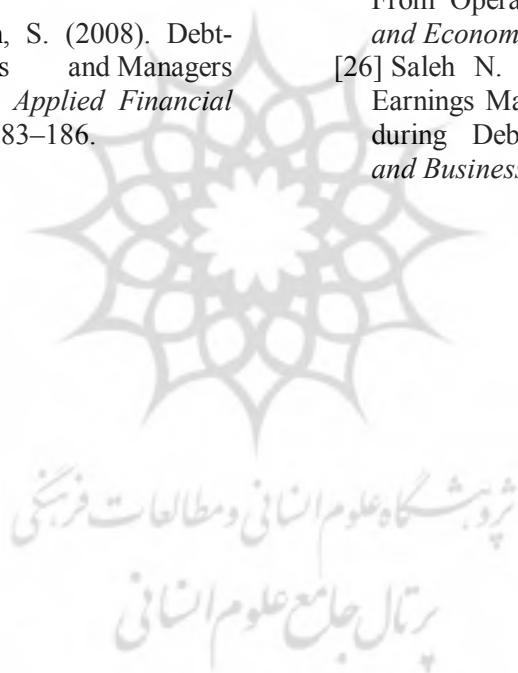 , S. (2008). Debt-
s and Managers
Applied Financial
83–186.
From Opera
and Econom
[26] Saleh N.
Earnings Ma
during Deb
and Business
پژوهشگاه علوم انسانی و مطالعات فرهنگی
پرتال جامع علوم انسانی